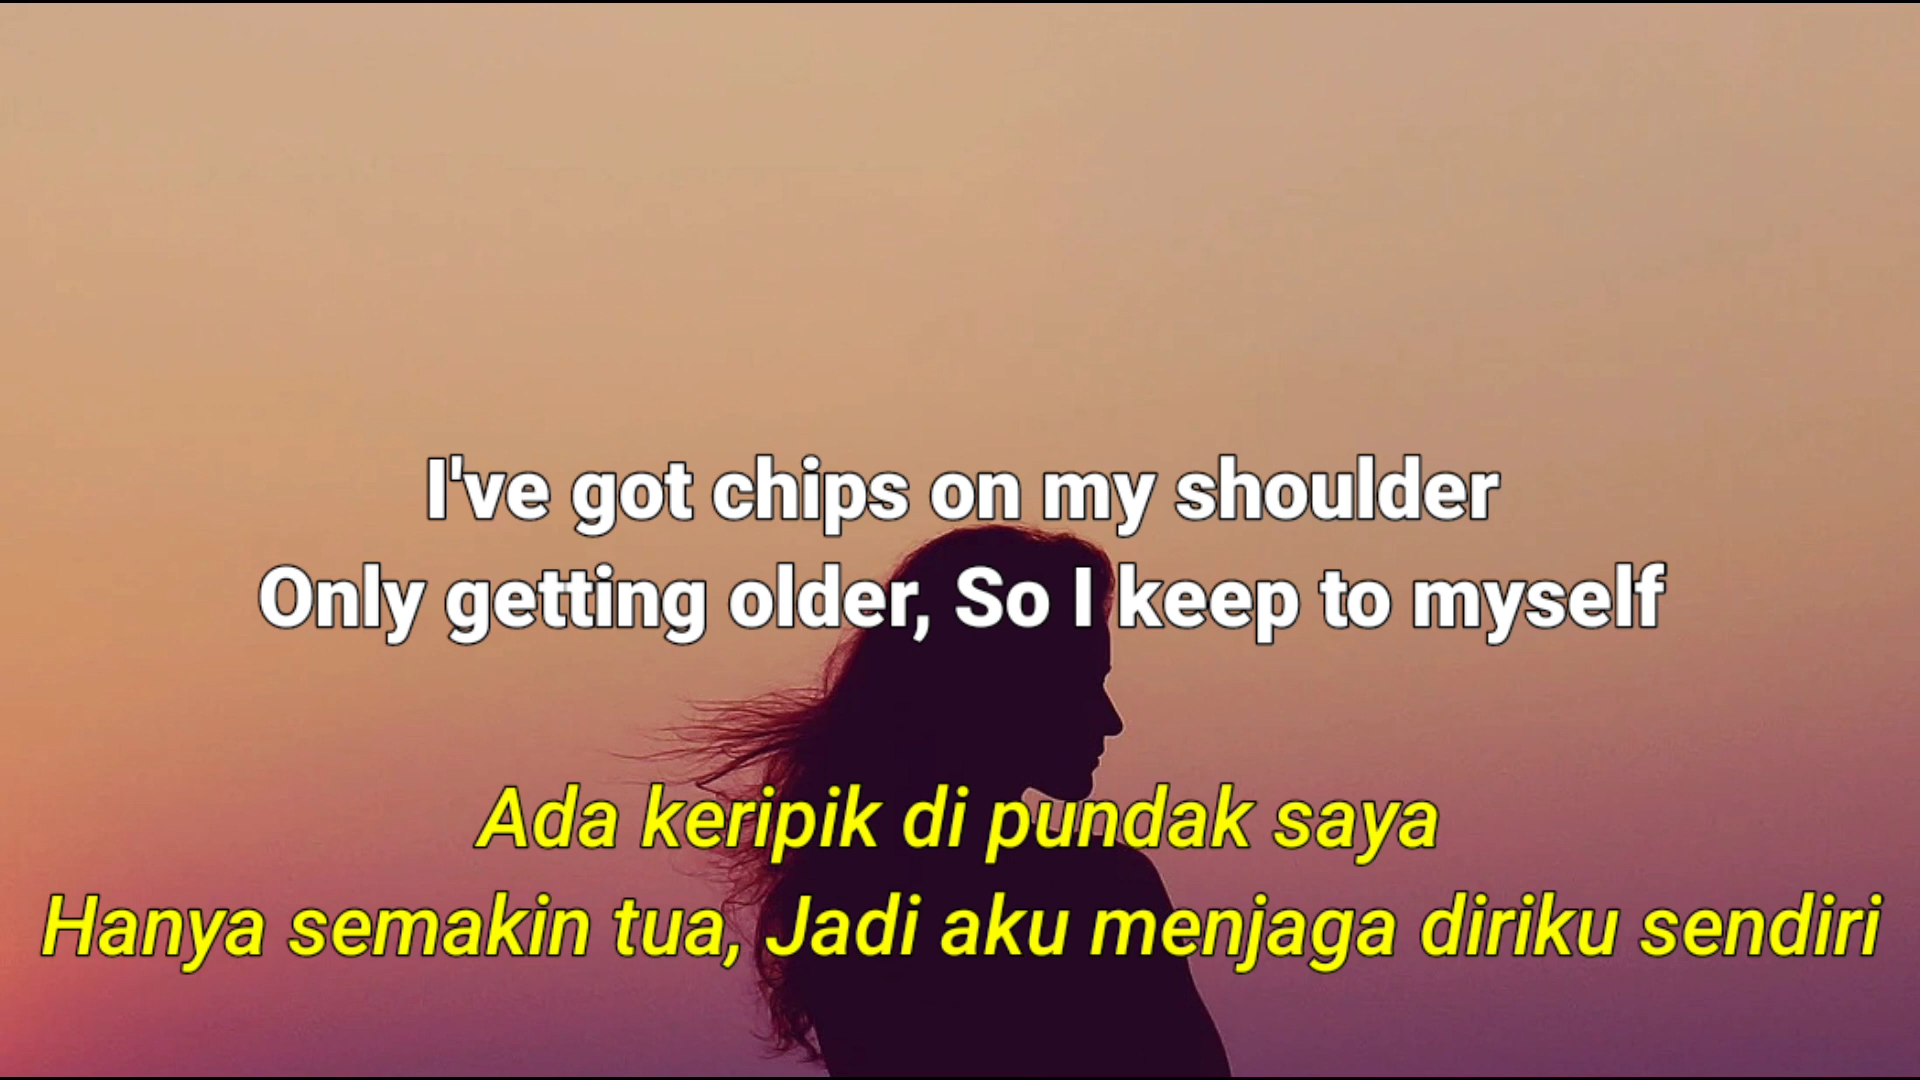 I've got chips on my shoulder
Only getting older, So I keep to myself
Ada keripik di pundak saya
Hanya semakin tua, Jadi aku menjaga diriku sendiri